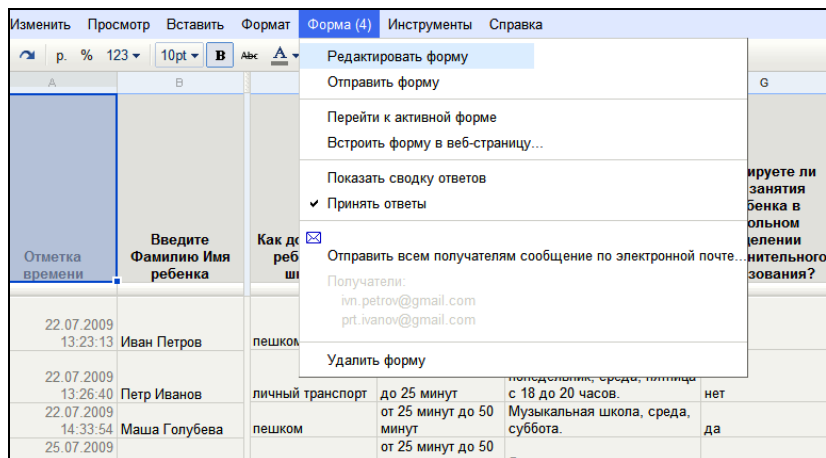 Изменить Просмотр Вставить Формат Форма (4) Инструменты Справка
р. % 123 10pt B Abc A
A B G
Редактировать форму
Отправить форму
Перейти к активной форме
Встроить форму в веб-страницу...
Показать сводку ответов
Принять ответы
Отправить всем получателям сообщение по электронной почте...
Получатели:
ivn.petrov@gmail.com
prt.ivanov@gmail.com
Удалить форму
Отметка
времени
Введите
Фамилию Имя
ребенка
Как до
реб
ш
ируете ли
занятия
бенка в
ольном
делении
нительного
зования?
22.07.2009
13:23:13 Иван Петров пешком
понедельник, среда, пятница
22.07.2009
13:26:40 Петр Иванов личный транспорт до 25 минут с 18 до 20 часов. нет
22.07.2009 от 25 минут до 50 Музыкальная школа, среда,
14:33:54 Маша Голубева пешком минут суббота. да
25.07.2009 от 25 минут до 50